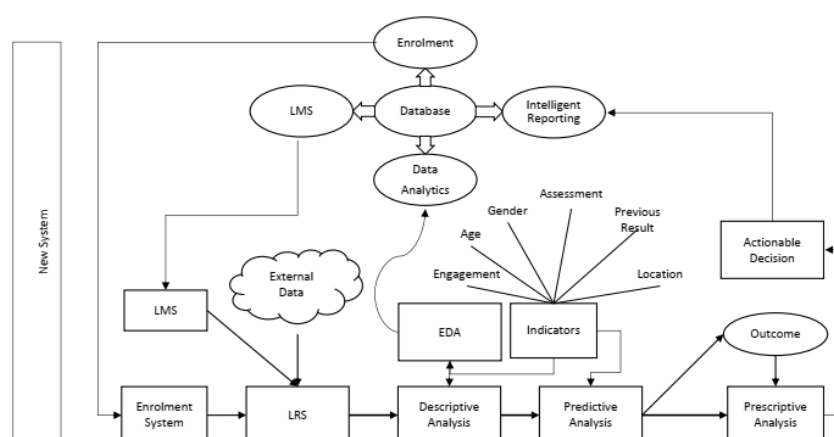 Enrolment
LMS
Database
Intelligent
Reporting
Data
Analytics
New System
Assessment
Gender
Previous
Result
Age
Engagement
Location
Actionable
Decision
External
Data
LMS
EDA
Indicators
Outcome
Enrolment
System
LRS
Descriptive
Analysis
Predictive
Analysis
Prescriptive
Analysis